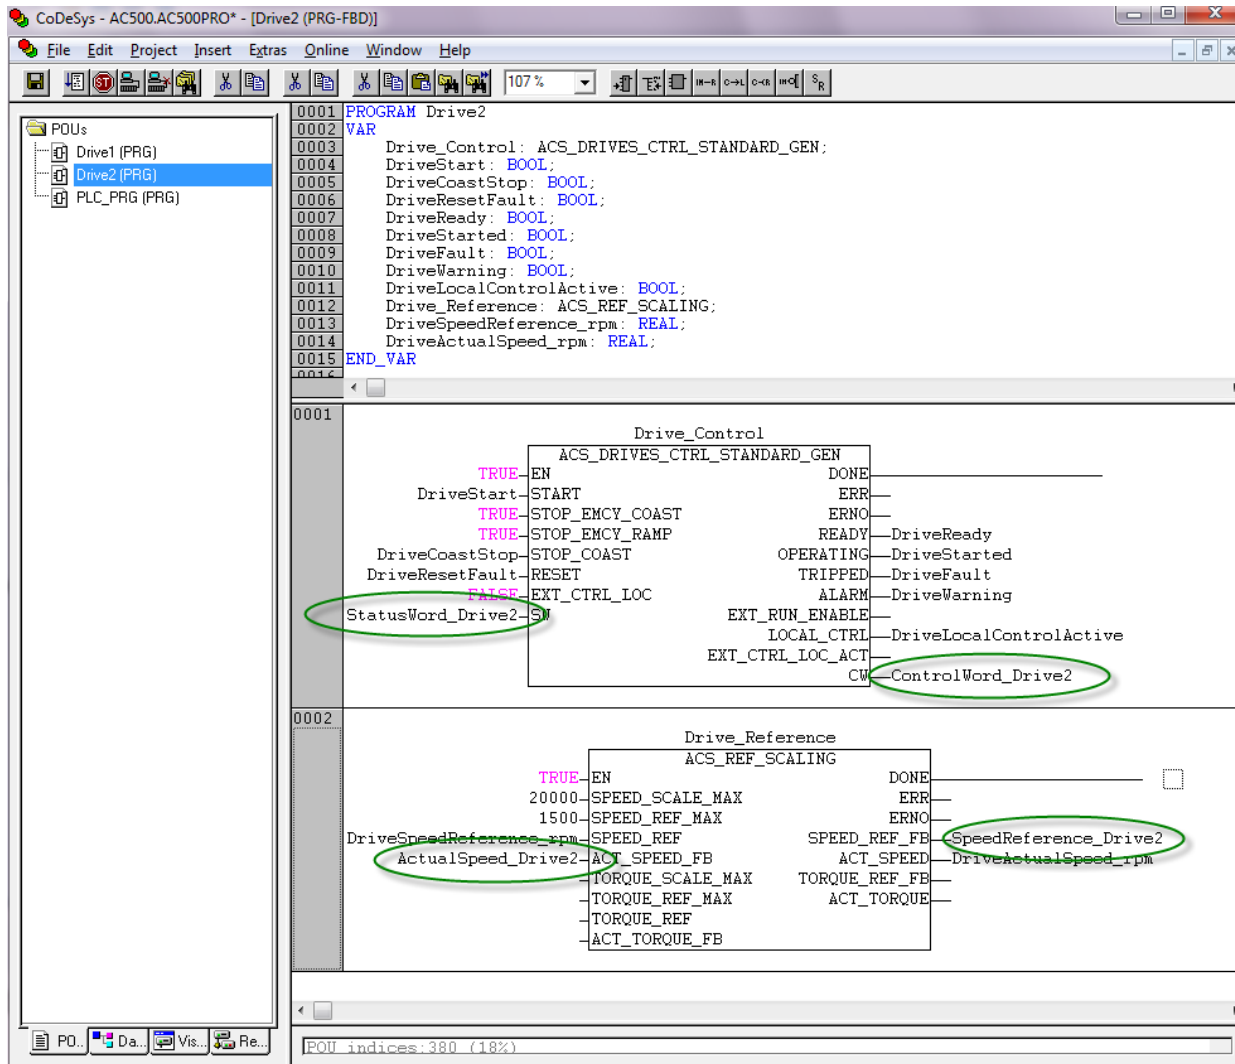 CoDeSys - AC500.AC500PRO* - [Drive2 (PRG-FBD)]
File Edit Project Insert Extras Online Window Help
107 %
POUs
Drive1 (PRG)
Drive2 (PRG)
PLC_PRG (PRG)
0001 PROGRAM Drive2
0002 VAR
0003 Drive_Control: ACS_DRIVES_CTRL_STANDARD_GEN;
0004 DriveStart: BOOL;
0005 DriveCoastStop: BOOL;
0006 DriveResetFault: BOOL;
0007 DriveReady: BOOL;
0008 DriveStarted: BOOL;
0009 DriveFault: BOOL;
0010 DriveWarning: BOOL;
0011 DriveLocalControlActive: BOOL;
0012 Drive_Reference: ACS_REF_SCALING;
0013 DriveSpeedReference_rpm: REAL;
0014 DriveActualSpeed_rpm: REAL;
0015 END_VAR
0016
0001
Drive_Control
ACS_DRIVES_CTRL_STANDARD_GEN
TRUE EN DONE
DriveStart START ERR
TRUE STOP_EMCY_COAST ERNO
TRUE STOP_EMCY_RAMP READY DriveReady
DriveCoastStop STOP_COAST OPERATING DriveStarted
DriveResetFault RESET TRIPPED DriveFault
FALSE EXT_CTRL_LOC ALARM DriveWarning
StatusWord_Drive2 SW EXT_RUN_ENABLE
LOCAL_CTRL DriveLocalControlActive
EXT_CTRL_LOC_ACT
CW ControlWord_Drive2
0002
Drive_Reference
ACS_REF_SCALING
TRUE EN DONE
20000 SPEED_SCALE_MAX ERR
1500 SPEED_REF_MAX ERNO
DriveSpeedReference_rpm SPEED_REF SPEED_REF_FB SpeedReference_Drive2
ActualSpeed_Drive2 ACT_SPEED_FB ACT_SPEED DriveActualSpeed_rpm
TORQUE_SCALE_MAX TORQUE_REF_FB
TORQUE_REF_MAX ACT_TORQUE
TORQUE_REF
ACT_TORQUE_FB
PO.. Da... Vis... Re...
POU indices:380 (18%)